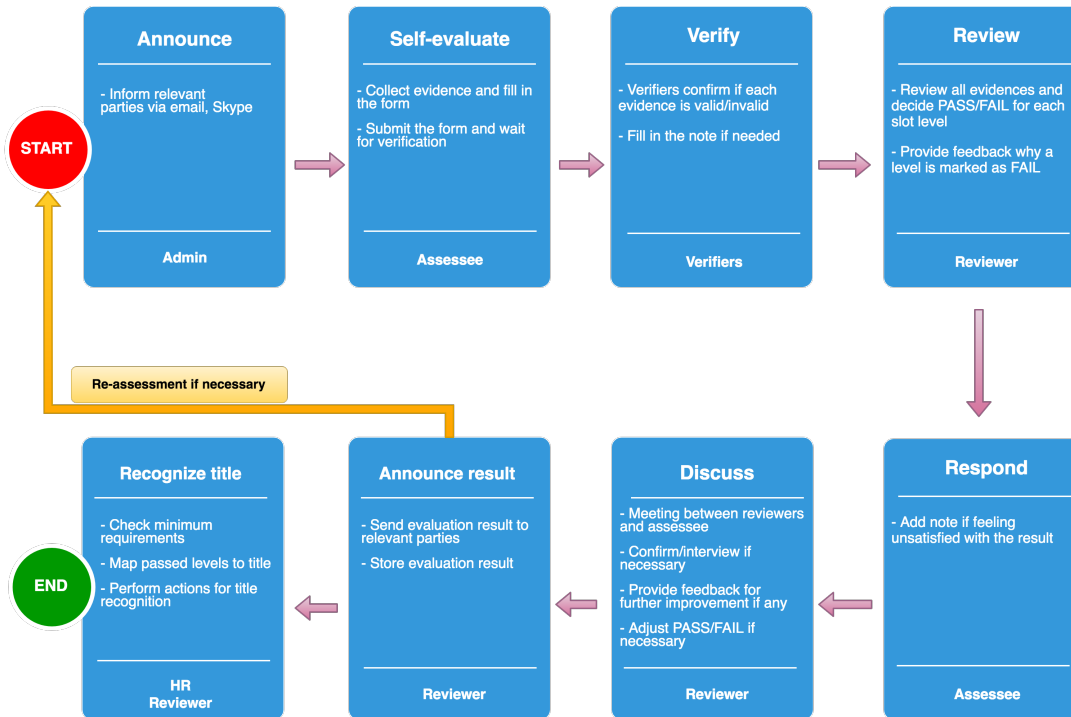 START
Announce
- Inform relevant
parties via email, Skype
Admin
Self-evaluate
- Collect evidence and fill in
the form
- Submit the form and wait
for verification
Assessee
Verify
- Verifiers confirm if each
evidence is valid/invalid
- Fill in the note if needed
Verifiers
Review
- Review all evidences and
decide PASS/FAIL for each
slot level
- Provide feedback why a
level is marked as FAIL
Reviewer
Respond
- Add note if feeling
unsatisfied with the result
Assessee
Discuss
- Meeting between reviewers
and assessee
- Confirm/interview if
necessary
- Provide feedback for
further improvement if any
- Adjust PASS/FAIL if
necessary
Reviewer
Announce result
- Send evaluation result to
relevant parties
- Store evaluation result
Reviewer
Re-assessment if necessary
Recognize title
- Check minimum
requirements
- Map passed levels to title
- Perform actions for title
recognition
HR
Reviewer
END